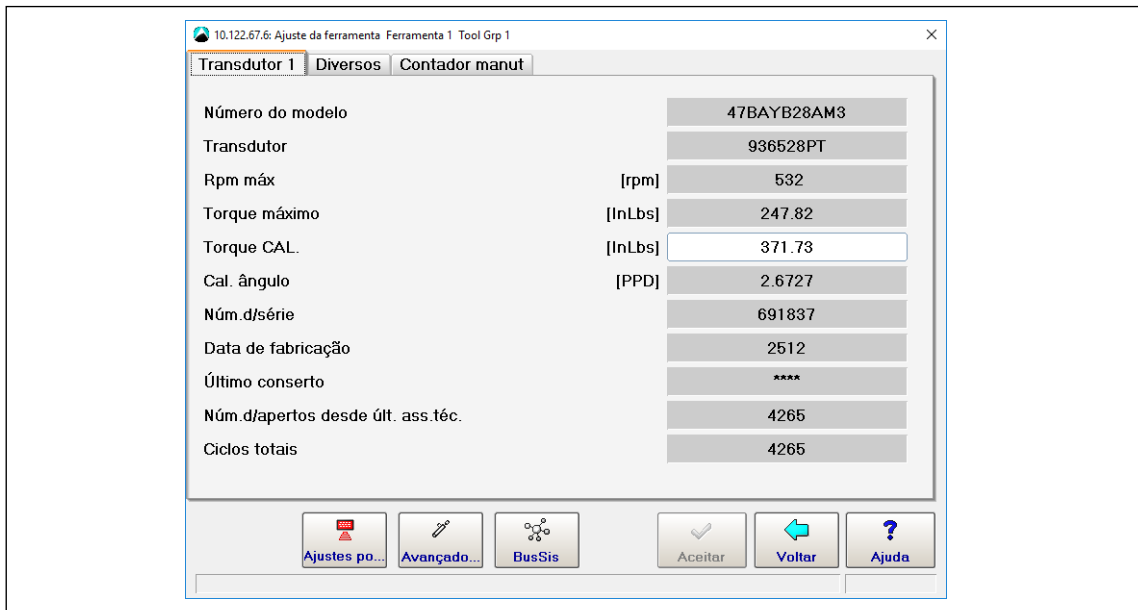 10.122.67.6: Ajuste da ferramenta Ferramenta 1 Tool Grp 1
Transdutor 1 Diversos Contador manut
Número do modelo 47BAYB28AM3
Transdutor 936528PT
Rpm máx [rpm] 532
Torque máximo [InLbs] 247.82
Torque CAL. [InLbs] 371.73
Cal. ângulo [PPD] 2.6727
Núm.d/série 691837
Data de fabricação 2512
Último conserto ****
Núm.d/apertos desde últ. ass.téc. 4265
Ciclos totais 4265
Ajustes po... Avançado... BusSis Aceitar Voltar Ajuda